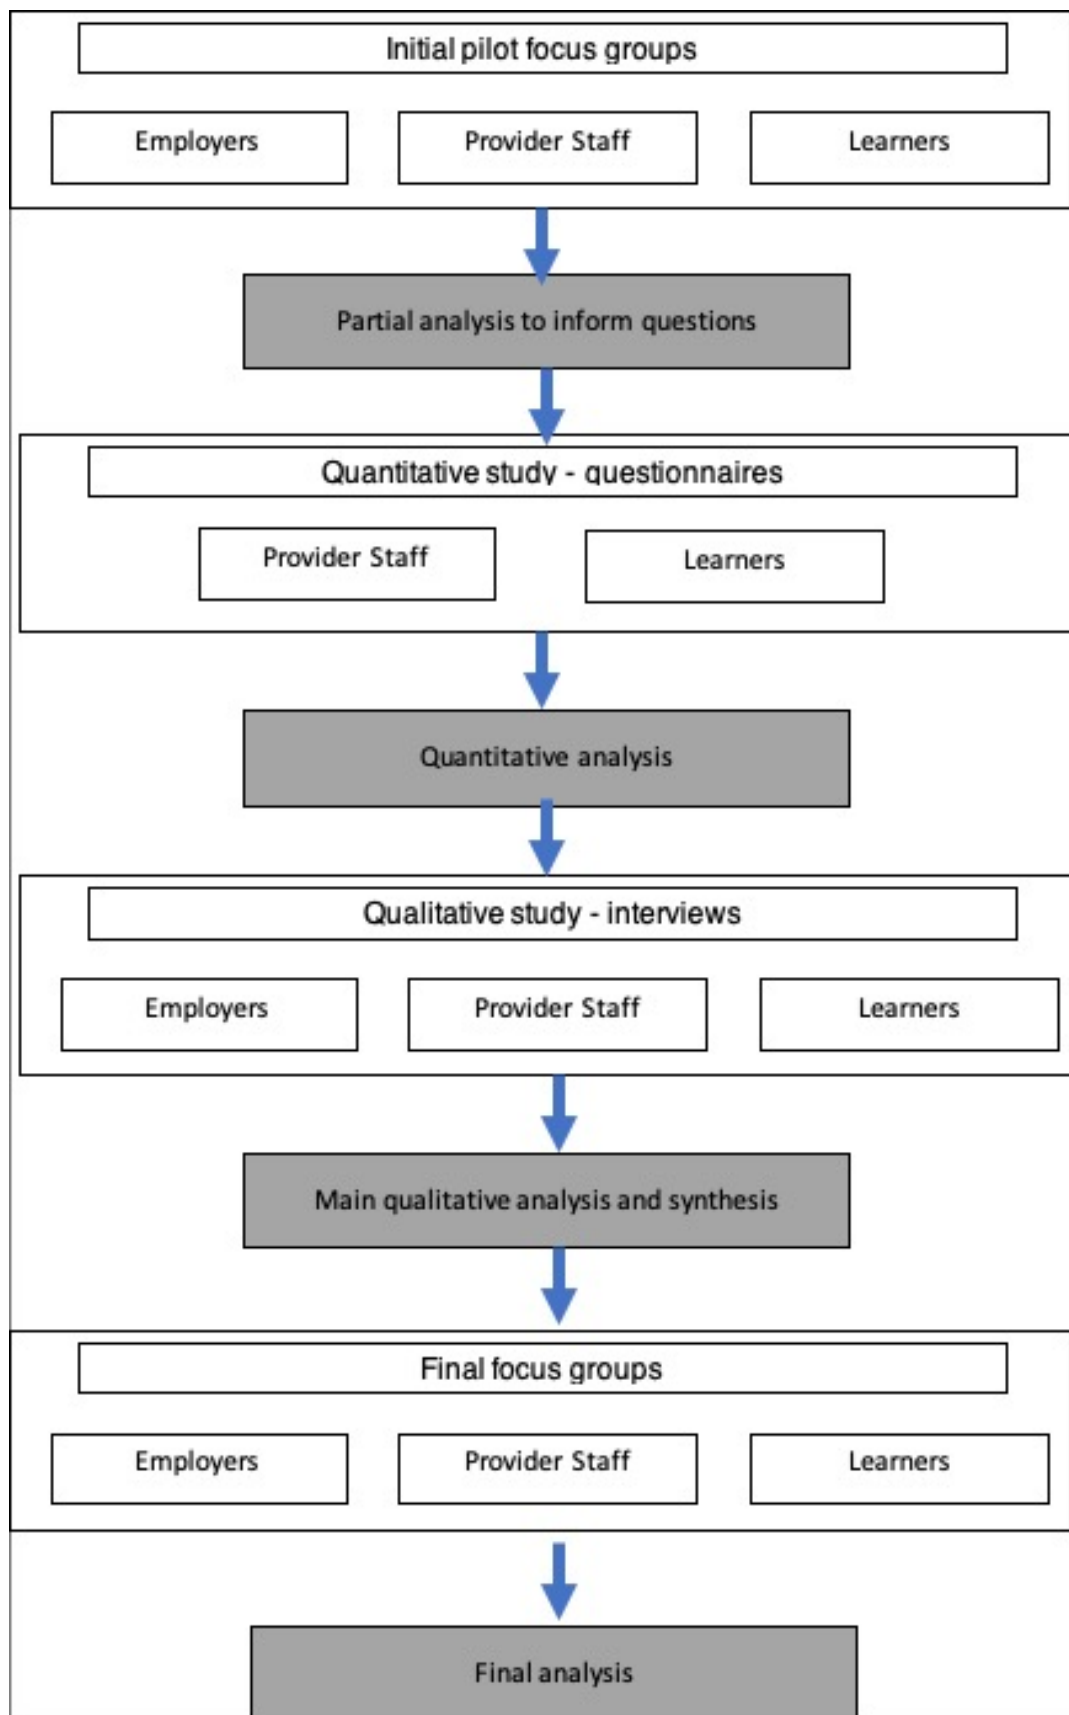 Initial pilot focus groups
Employers
Provider Staff
Learners
Partial analysis to inform questions
Quantitative study - questionnaires
Provider Staff
Learners
Quantitative analysis
Qualitative study - interviews
Employers
Provider Staff
Learners
Main qualitative analysis and synthesis
Final focus groups
Employers
Provider Staff
Learners
Final analysis